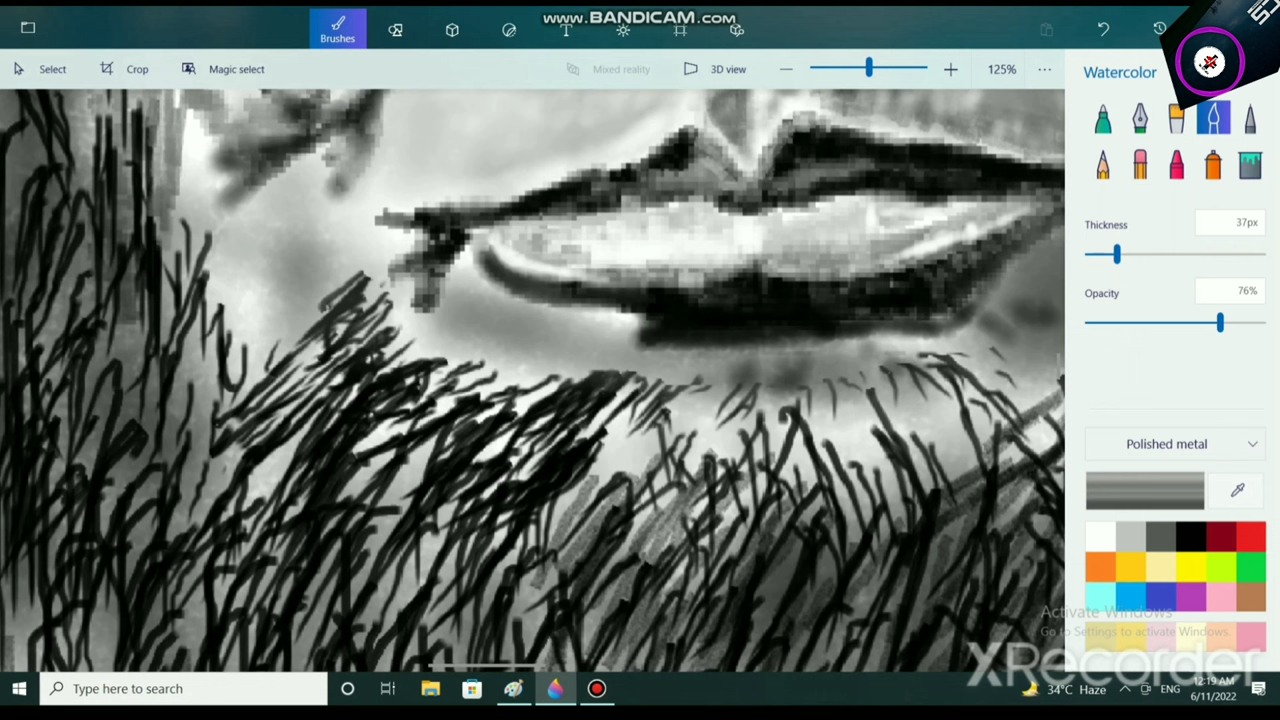 www.BANDICAM.com
Brushes
Select
Crop
Magic select
Mixed reality
3D view
125%
Watercolor
Thickness
37px
Opacity
76%
Polished metal
Activate Windows
Go to Settings to activate Windows.
XRecorder
Type here to search
34°C Haze
ENG
12:19 AM
6/11/2022